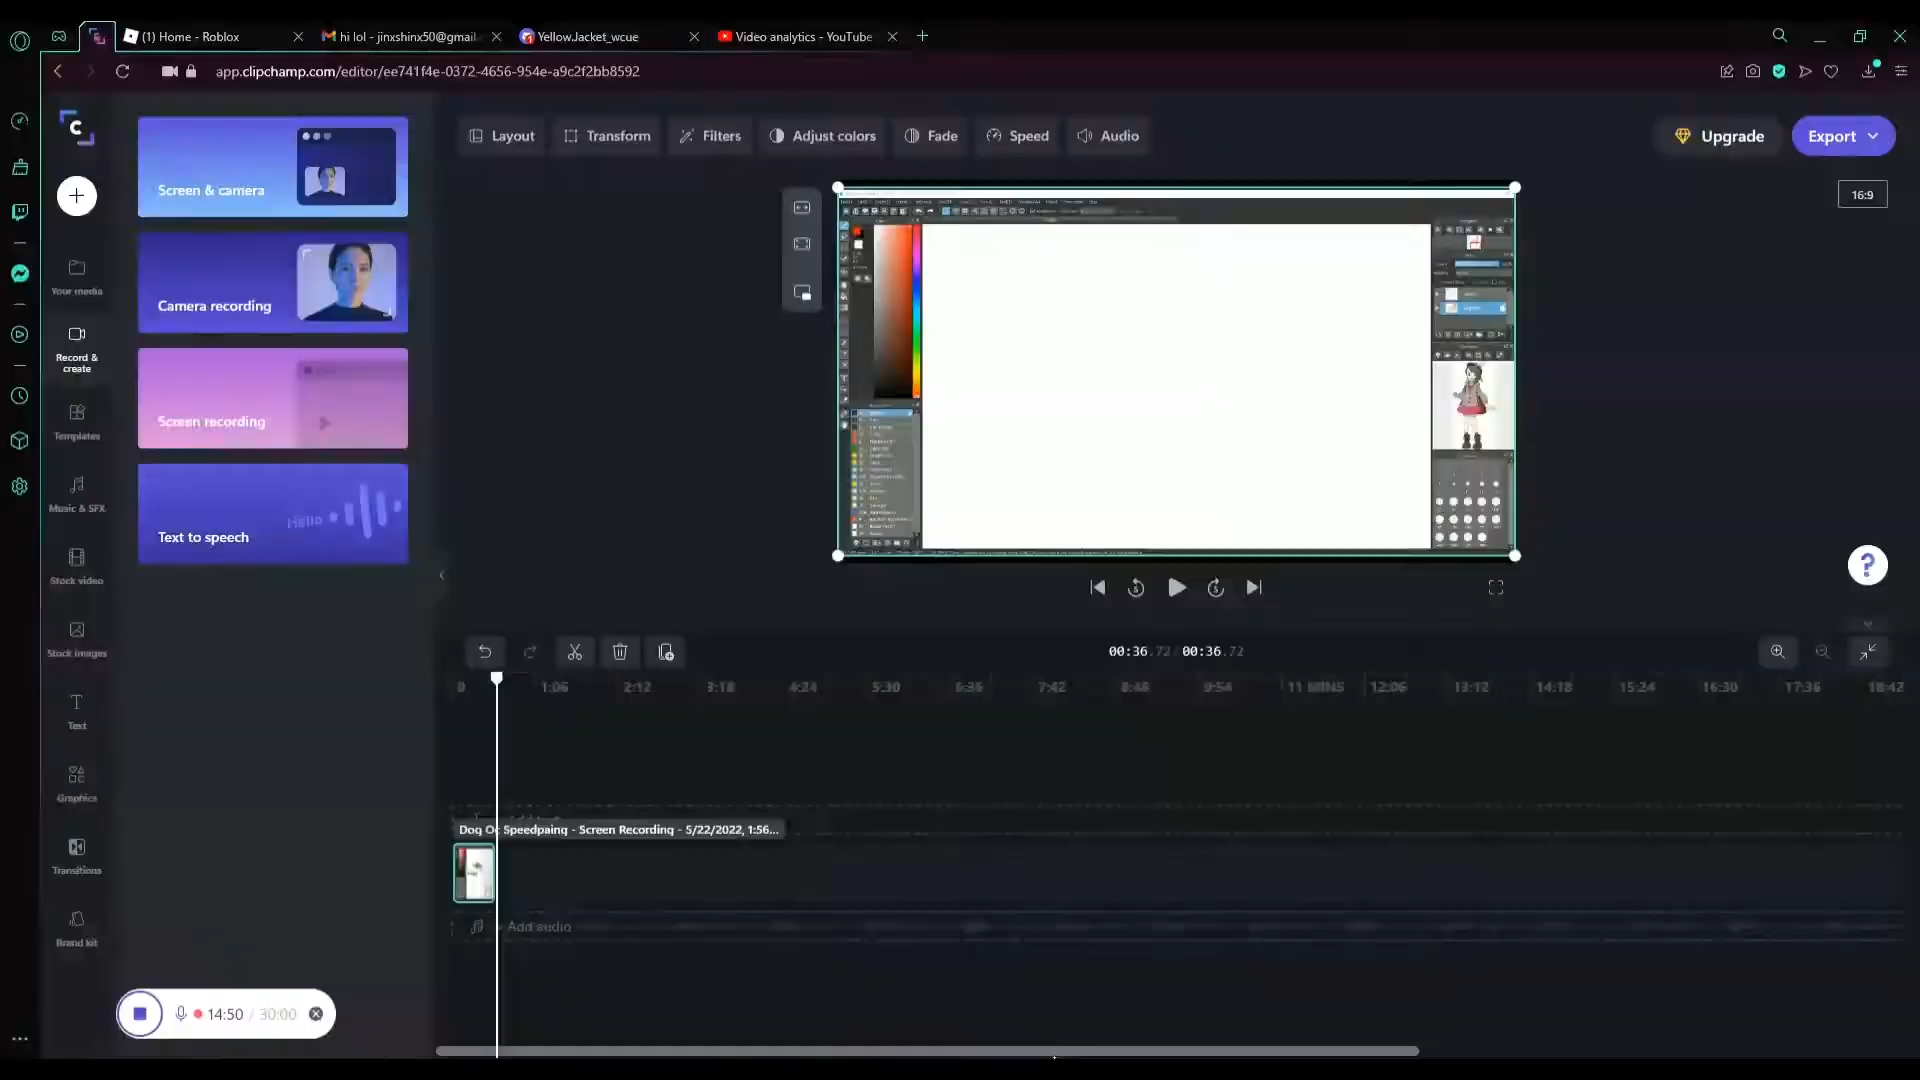 (1) Home - Roblox
hi lol - jinxshinx50@gmail
Yellow.Jacket_wcue
Video analytics - YouTube
app.clipchamp.com/editor/ee741f4e-0372-4656-954e-a9c2f2bb8592
Layout
Transform
Filters
Adjust colors
Fade
Speed
Audio
Upgrade
Export
16:9
Your media
Record &
create
Templates
Music & SFX
Stock video
Stock images
Text
Graphics
Transitions
Brand kit
Screen & camera
Camera recording
Screen recording
Hello
Text to speech
00:36.72 / 00:36.72
0 1:06 2:12 3:18 4:24 5:30 6:36 7:42 8:48 9:54 11 MINS 12:06 13:12 14:18 15:24 16:30 17:36 18:42
Dog Oc Speedpaing - Screen Recording - 5/22/2022, 1:56...
Add audio
14:50 / 30:00